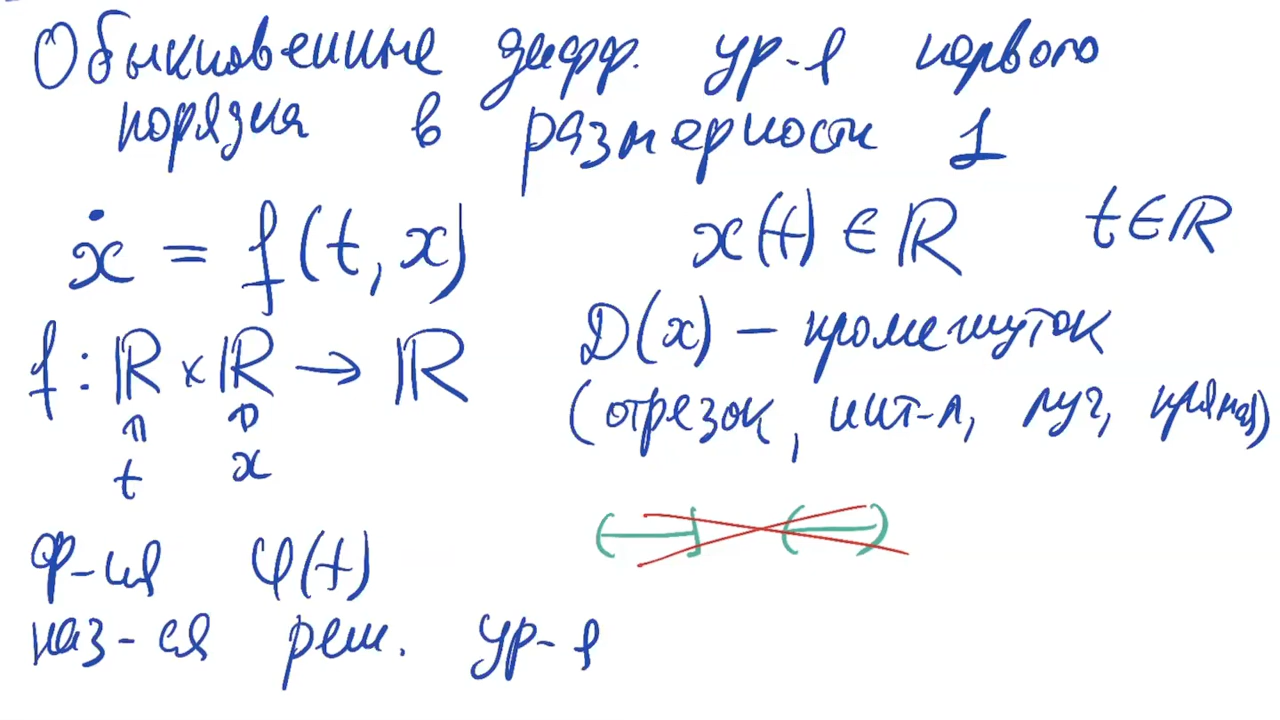 Обыкновенные дифф. ур-я первого
порядка в размерности 1
ẋ = f(t, x) x(t) ∈ ℝ t ∈ ℝ
f : ℝ × ℝ → ℝ D(x) – промежуток
(отрезок, инт-л, луч, прямая)
t x
Ф-ия φ(t)
наз-ся реш. ур-я